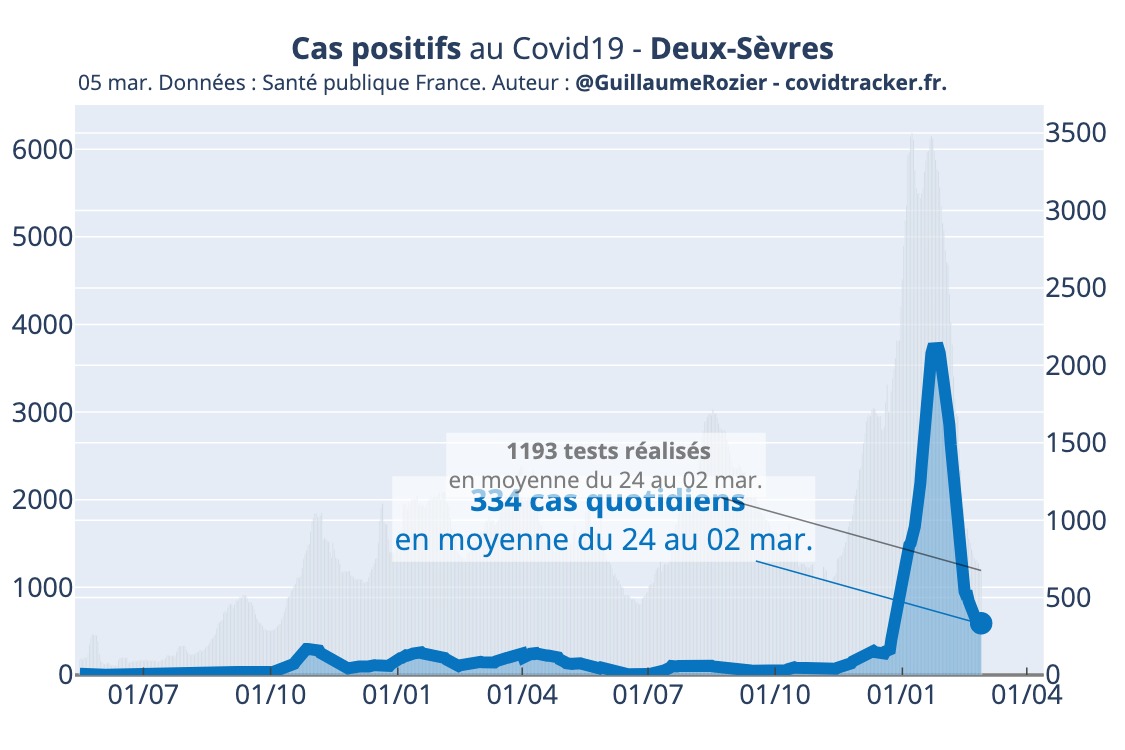 Cas positifs au Covid19 - Deux-Sèvres
05 mar. Données : Santé publique France. Auteur : @GuillaumeRozier - covidtracker.fr.
6000
5000
4000
3000
2000
1000
0
3500
3000
2500
2000
1500
1000
500
0
1193 tests réalisés
en moyenne du 24 au 02 mar.
334 cas quotidiens
en moyenne du 24 au 02 mar.
01/07 01/10 01/01 01/04 01/07 01/10 01/01 01/04